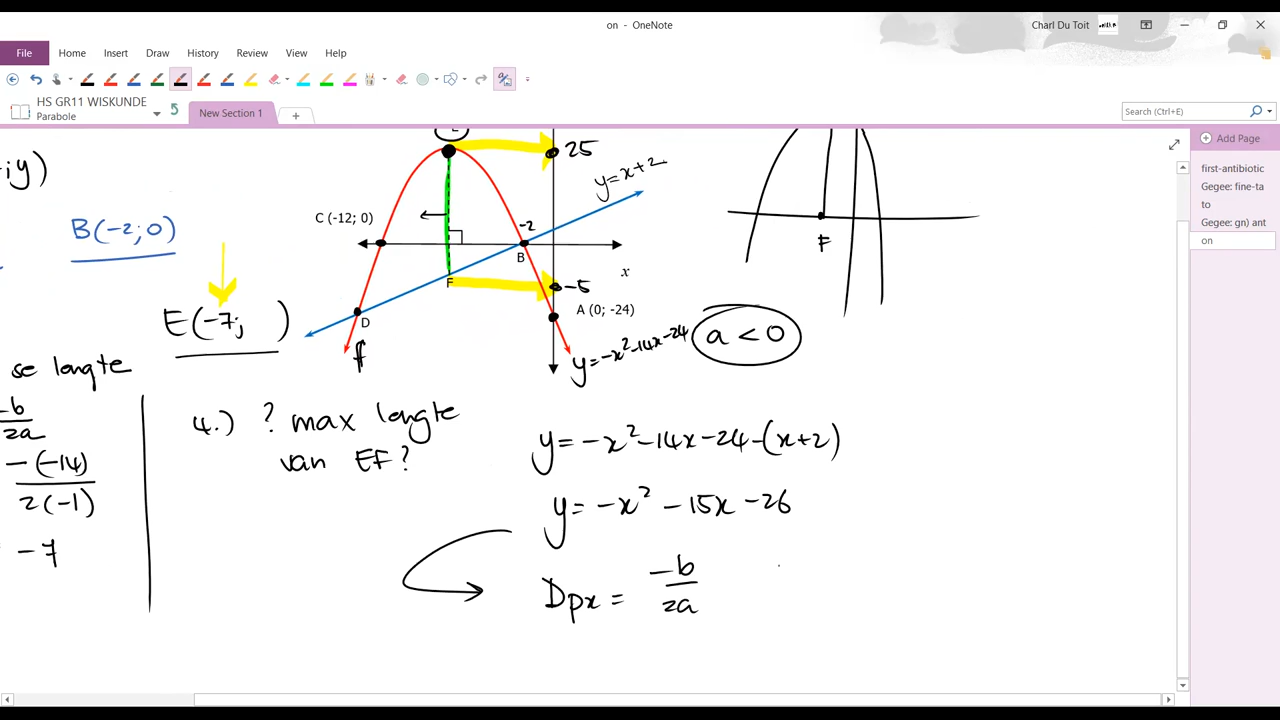 on - OneNote
Charl Du Toit
File Home Insert Draw History Review View Help
HS GR11 WISKUNDE
Parabole
New Section 1
Search (Ctrl+E)
Add Page
first-antibiotic
Gegee: fine-ta
to
Gegee: gn) ant
on
25
y=x+2
C (-12; 0)
-2
B
x
F
-5
A (0; -24)
D
f
y=-x²-14x-24
F
a < 0
B(-2; 0)
E(-7; )
se lengte
-b
2a
-(-14)
2(-1)
-7
4.) ? max lengte
van EF?
y = -x² -14x -24 -(x+2)
y = -x² - 15x - 26
Dpx = -b
2a